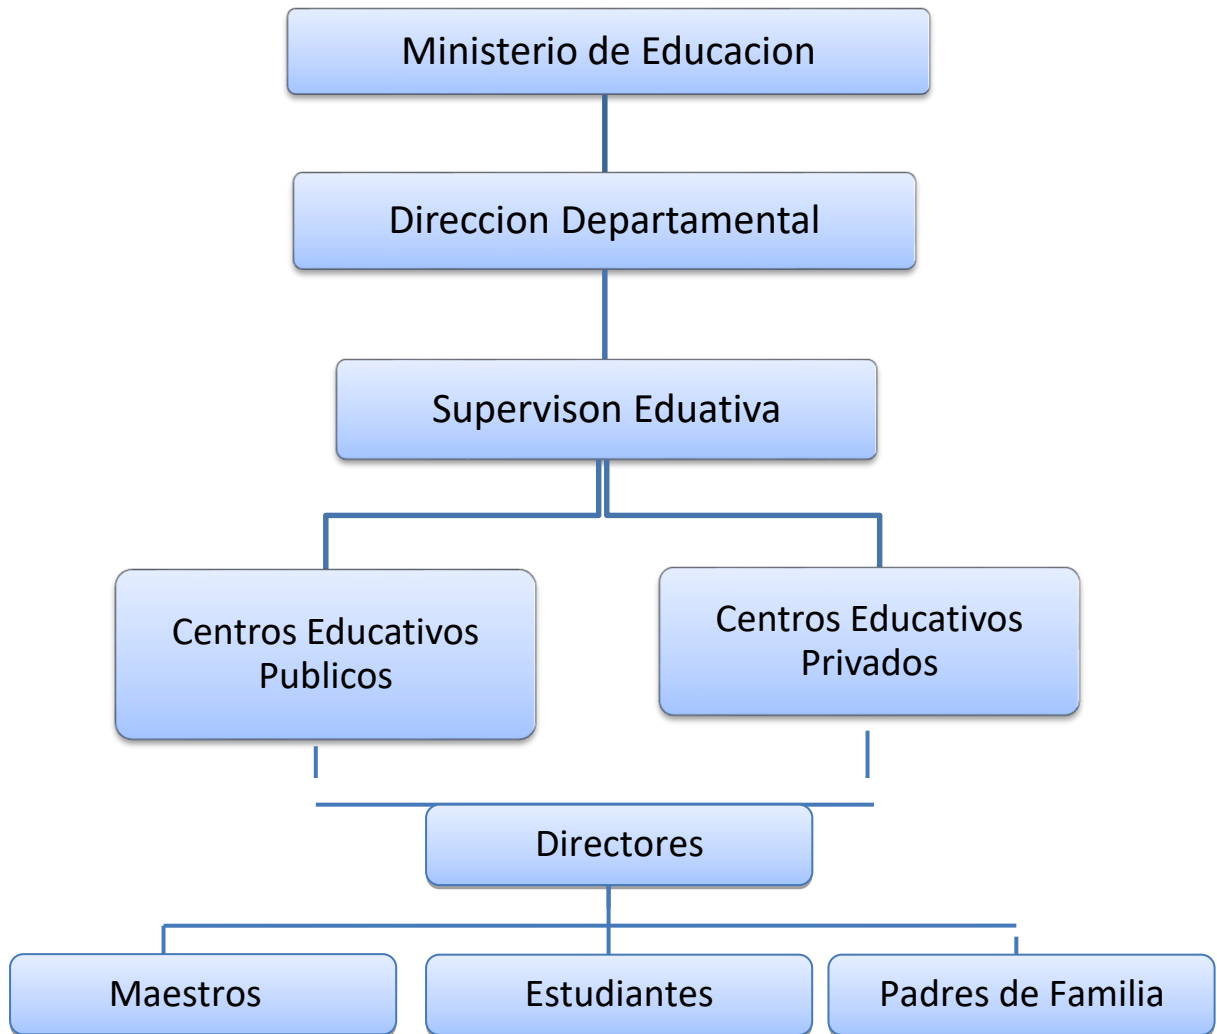 Ministerio de Educacion
Direccion Departamental
Supervison Eduativa
Centros Educativos
Publicos
Centros Educativos
Privados
Directores
Maestros
Estudiantes
Padres de Familia